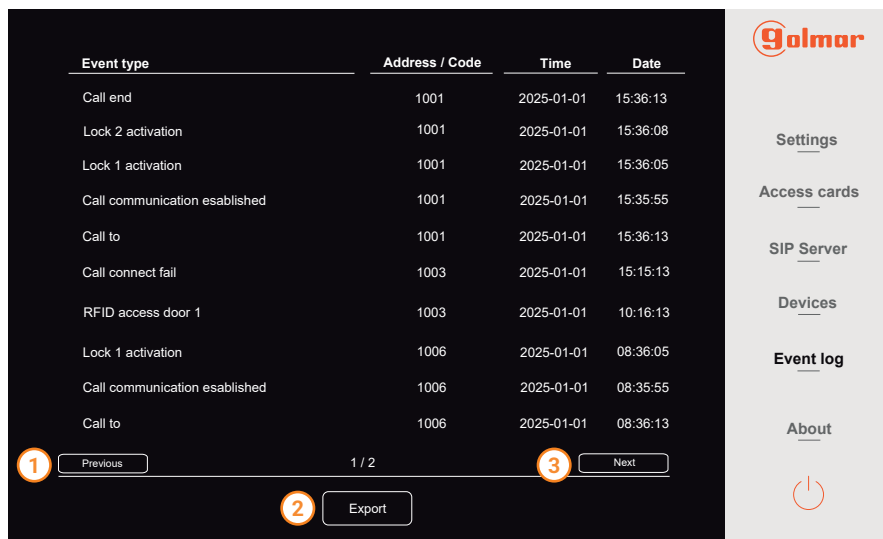 golmar
Event type Address / Code Time Date
Call end 1001 2025-01-01 15:36:13
Lock 2 activation 1001 2025-01-01 15:36:08
Settings
Lock 1 activation 1001 2025-01-01 15:36:05
Access cards
Call communication esablished 1001 2025-01-01 15:35:55
Call to 1001 2025-01-01 15:36:13
SIP Server
Call connect fail 1003 2025-01-01 15:15:13
Devices
RFID access door 1 1003 2025-01-01 10:16:13
Lock 1 activation 1006 2025-01-01 08:36:05
Event log
Call communication esablished 1006 2025-01-01 08:35:55
Call to 1006 2025-01-01 08:36:13
About
1 Previous 1 / 2 3 Next
2 Export